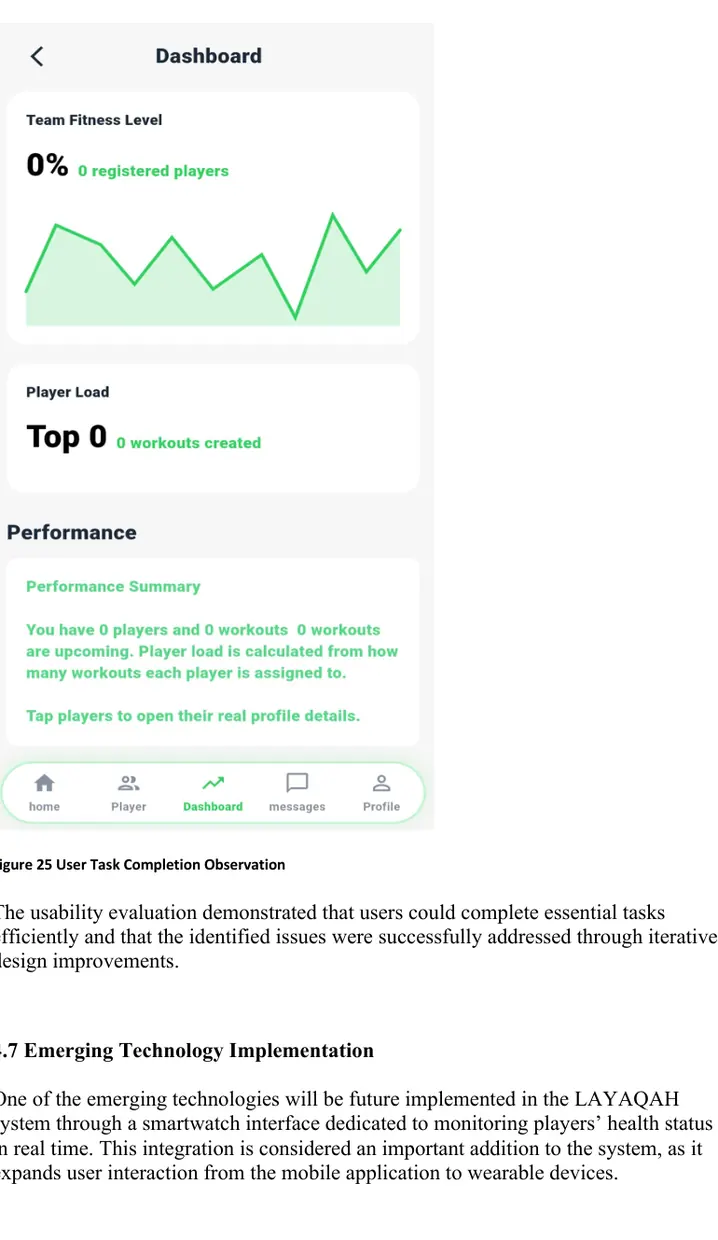 Dashboard
Team Fitness Level
0% 0 registered players
Player Load
Top 0 0 workouts created
Performance
Performance Summary
You have 0 players and 0 workouts 0 workouts
are upcoming. Player load is calculated from how
many workouts each player is assigned to.
Tap players to open their real profile details.
home Player Dashboard messages Profile
igure 25 User Task Completion Observation
The usability evaluation demonstrated that users could complete essential tasks
efficiently and that the identified issues were successfully addressed through iterative
design improvements.
4.7 Emerging Technology Implementation
One of the emerging technologies will be future implemented in the LAYAQAH
system through a smartwatch interface dedicated to monitoring players’ health status
in real time. This integration is considered an important addition to the system, as it
expands user interaction from the mobile application to wearable devices.